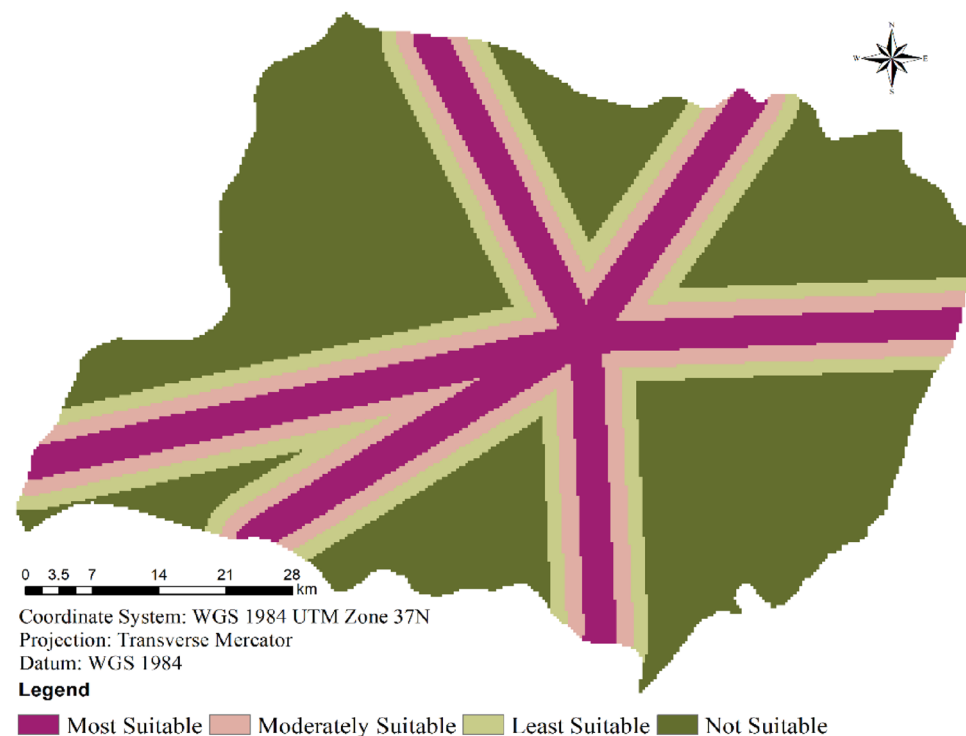 N
W E
S
0 3.5 7 14 21 28
km
Coordinate System: WGS 1984 UTM Zone 37N
Projection: Transverse Mercator
Datum: WGS 1984
Legend
Most Suitable Moderately Suitable Least Suitable Not Suitable